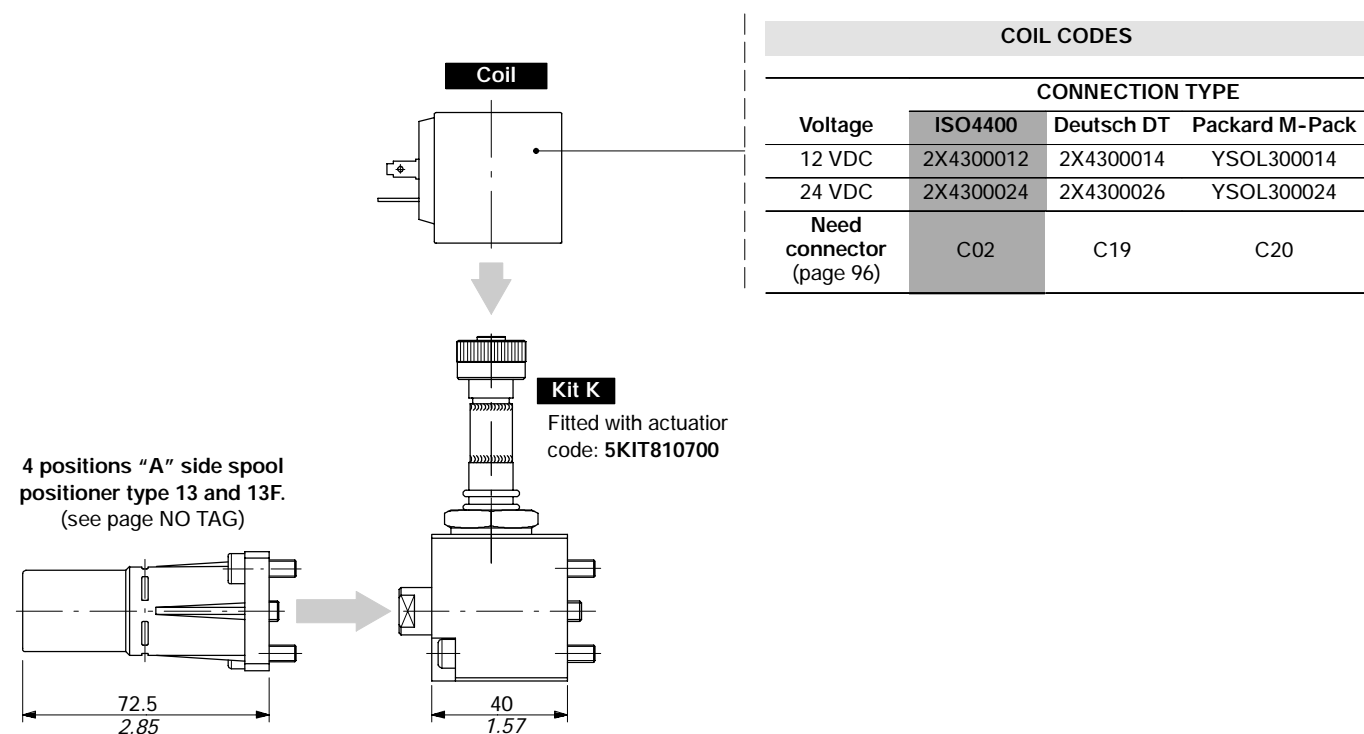 COIL CODES
CONNECTION TYPE
Voltage ISO4400 Deutsch DT Packard M-Pack
12 VDC 2X4300012 2X4300014 YSOL300014
24 VDC 2X4300024 2X4300026 YSOL300024
Need
connector
(page 96)
C02 C19 C20
Coil
Kit K
Fitted with actuatior
code: 5KIT810700
4 positions “A” side spool
positioner type 13 and 13F.
(see page NO TAG)
72.5
2.85
40
1.57